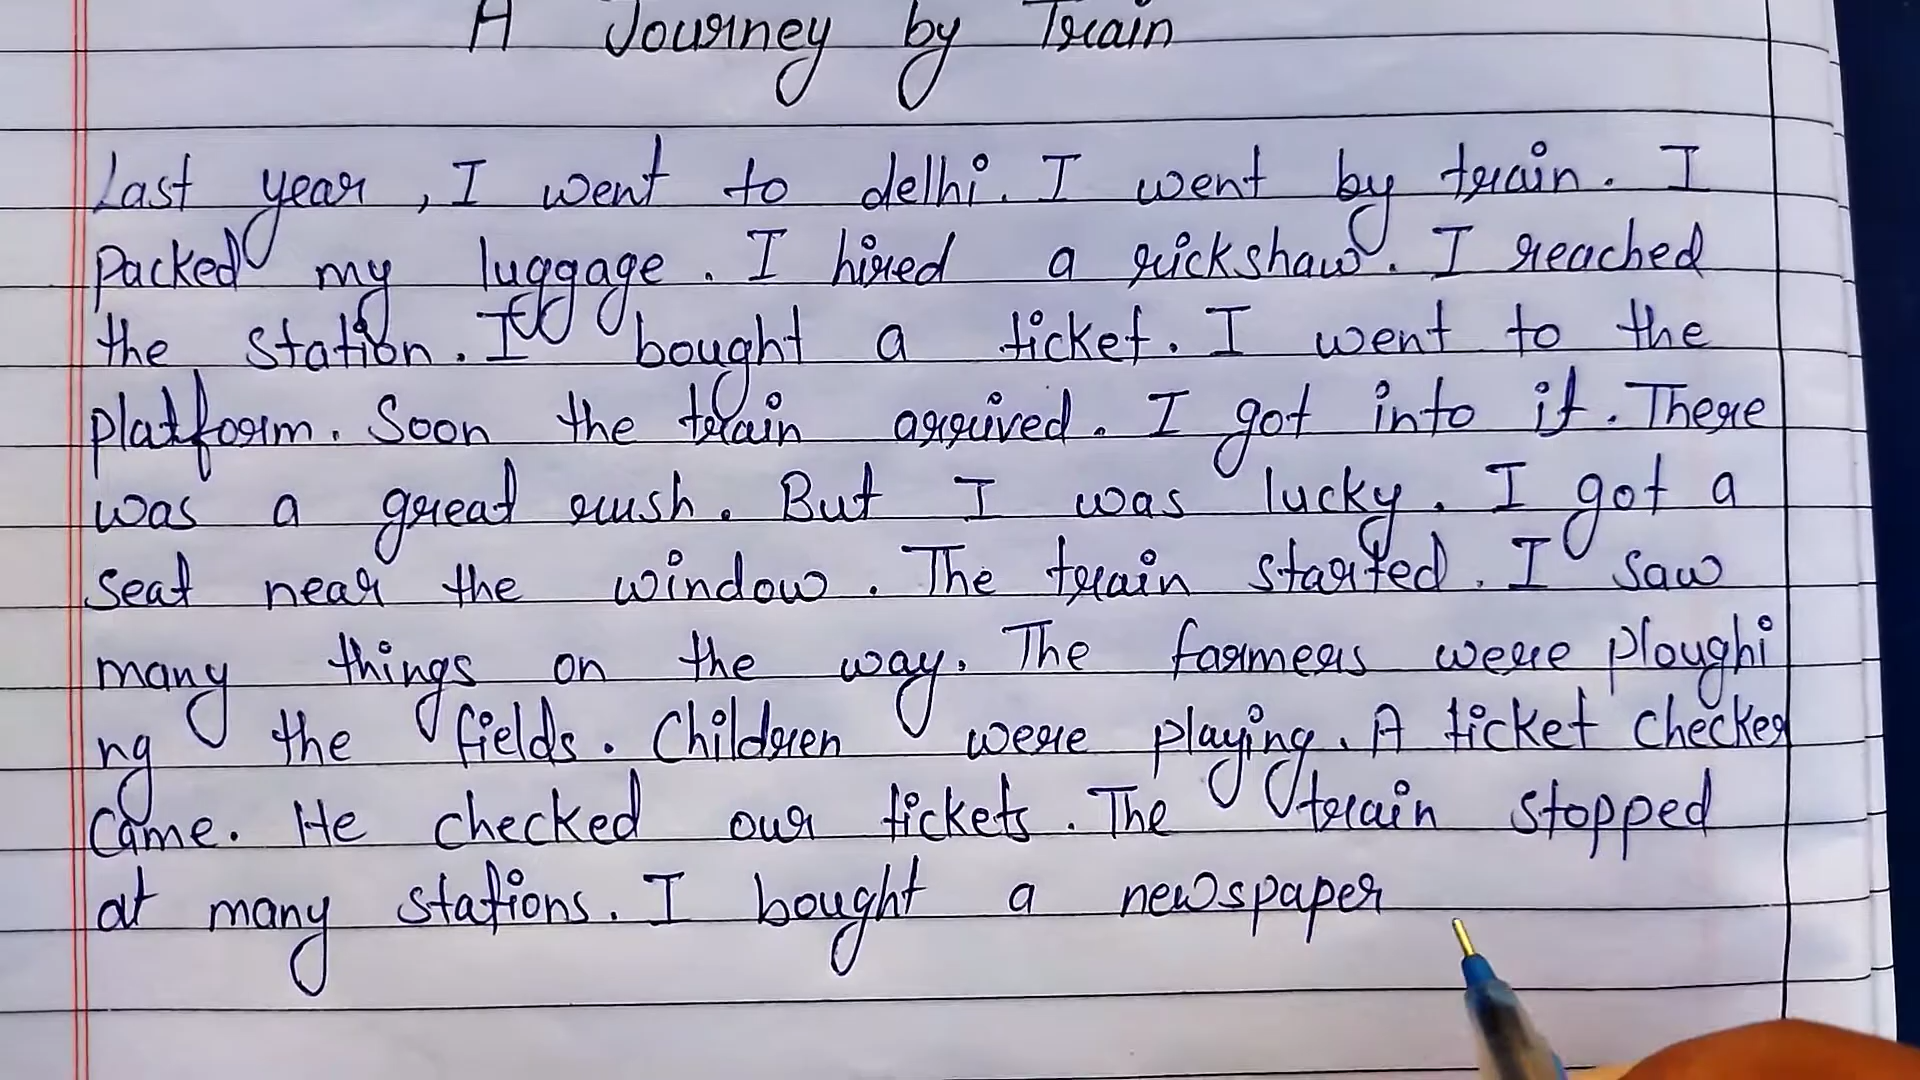 A Journey by Train
Last year, I went to delhi. I went by train. I
packed my luggage. I hired a rickshaw. I reached
the station. I bought a ticket. I went to the
platform. Soon the train arrived. I got into it. There
was a great rush. But I was lucky. I got a
seat near the window. The train started. I saw
many things on the way. The farmers were ploughi
ng the fields. Children were playing. A ticket checker
came. He checked our tickets. The train stopped
at many stations. I bought a newspaper